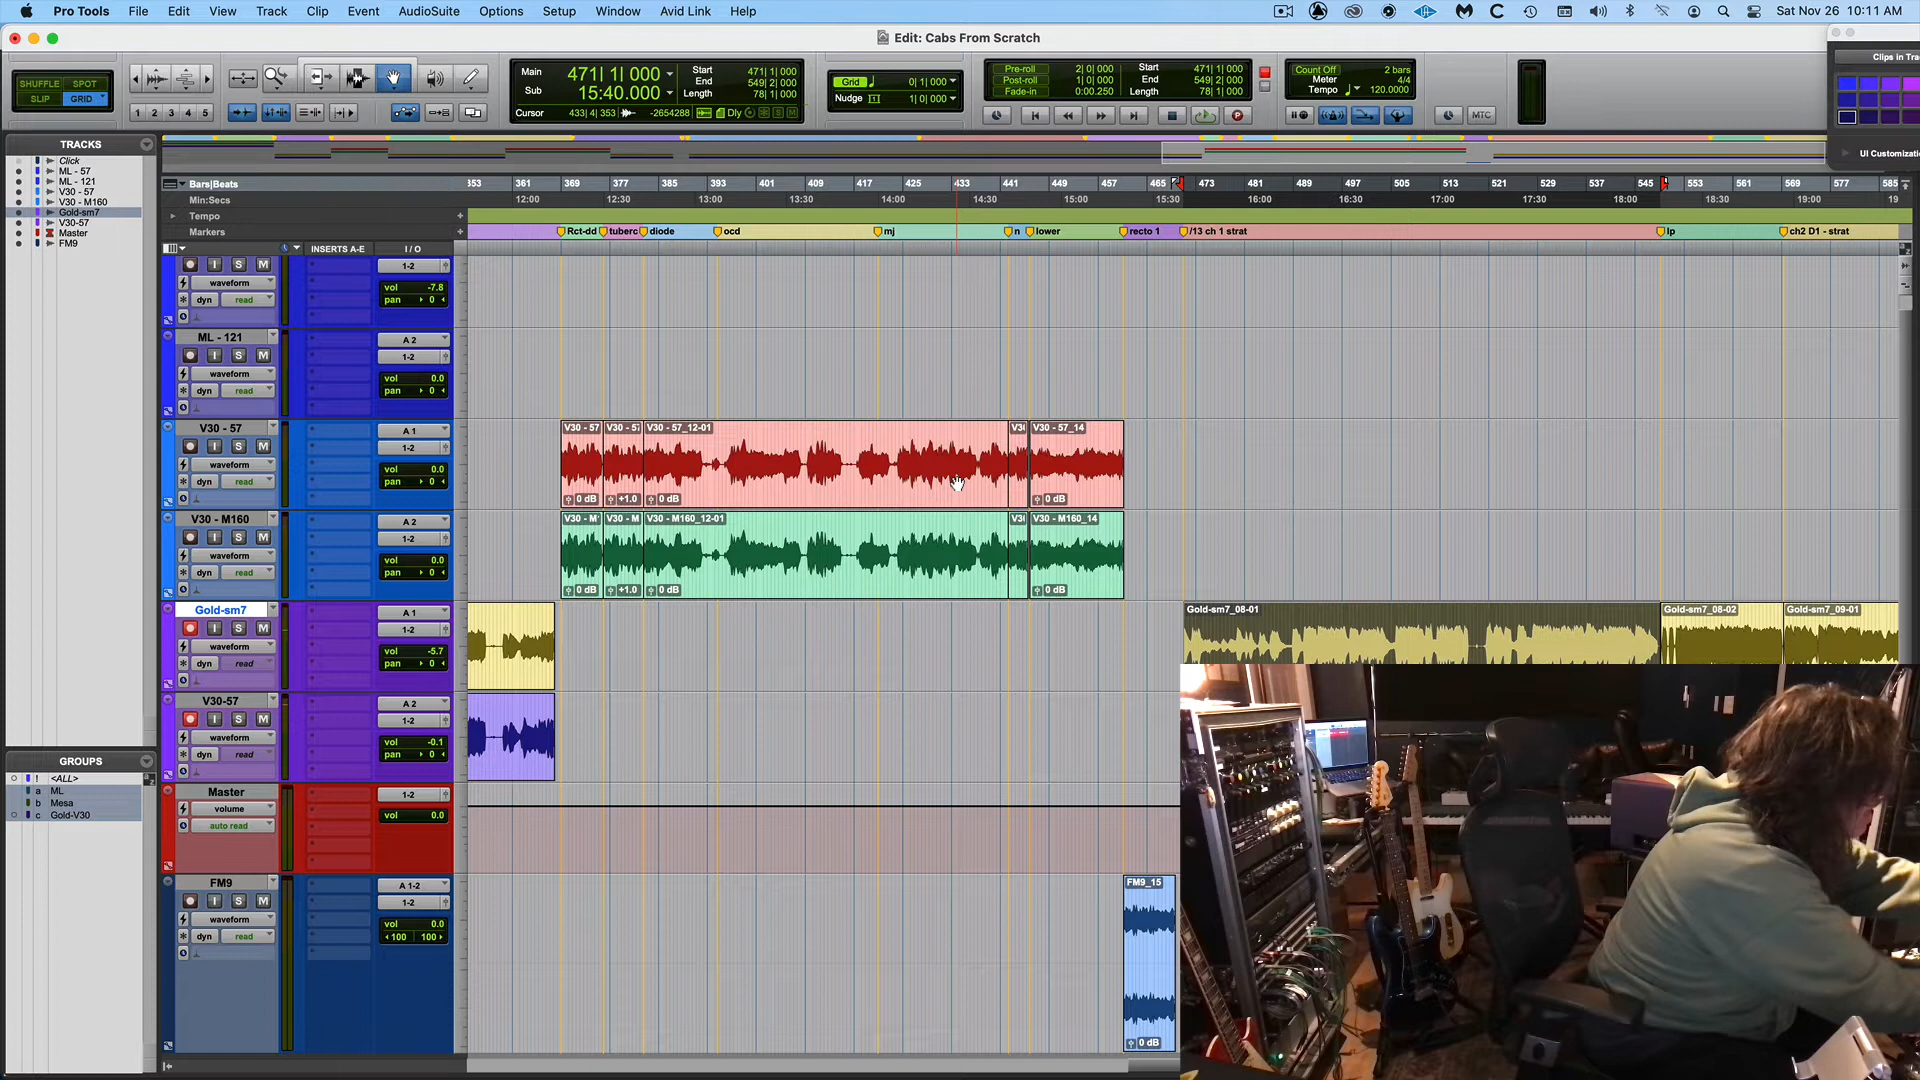 Pro Tools File Edit View Track Clip Event AudioSuite Options Setup Window Avid Link Help
Sat Nov 26 10:11 AM
Edit: Cabs From Scratch
SHUFFLE SPOT
SLIP GRID
1 2 3 4 5
Main 471| 1| 000
Sub 15:40.000
Start 471| 1| 000
End 549| 2| 000
Length 78| 1| 000
Cursor 433| 4| 353 -2654288 Dly
Grid 0| 1| 000
Nudge 1| 0| 000
Pre-roll 2| 0| 000
Post-roll 1| 0| 000
Fade-in 0:00.250
Start 471| 1| 000
End 549| 2| 000
Length 78| 1| 000
Count Off 2 bars
Meter 4/4
Tempo 120.0000
MTC
Clips in Tra
UI Customizatio
TRACKS
Click
ML - 57
ML - 121
V30 - 57
V30 - M160
Gold-sm7
V30-57
Master
FM9
GROUPS
! <ALL>
a ML
b Mesa
c Gold-V30
Bars|Beats 353 361 369 377 385 393 401 409 417 425 433 441 449 457 465 473 481 489 497 505 513 521 529 537 545 553 561 569 577 585
Min:Secs 12:00 12:30 13:00 13:30 14:00 14:30 15:00 15:30 16:00 16:30 17:00 17:30 18:00 18:30 19:00 19
Tempo
Markers Rct-dd tuberc diode ocd mj n lower recto 1 /13 ch 1 strat lp ch2 D1 - strat
INSERTS A-E I / O
I S M 1-2
waveform vol -7.8
dyn read pan 0
ML - 121 A 2
I S M 1-2
waveform vol 0.0
dyn read pan 0
V30 - 57 A 1
I S M 1-2
waveform vol 0.0
dyn read pan 0
V30 - 57 V30 - 57 V30 - 57_12-01 V30 V30 - 57_14
0 dB +1.0 0 dB 0 dB
V30 - M160 A 2
I S M 1-2
waveform vol 0.0
dyn read pan 0
V30 - M V30 - M V30 - M160_12-01 V30 V30 - M160_14
0 dB +1.0 0 dB 0 dB
Gold-sm7 A 1
I S M 1-2
waveform vol -5.7
dyn read pan 0
Gold-sm7_08-01 Gold-sm7_08-02 Gold-sm7_09-01
V30-57 A 2
I S M 1-2
waveform vol -0.1
dyn read pan 0
Master 1-2
volume vol 0.0
auto read
FM9 A 1-2
I S M 1-2
waveform vol 0.0
dyn read 100 100
FM9_15
0 dB